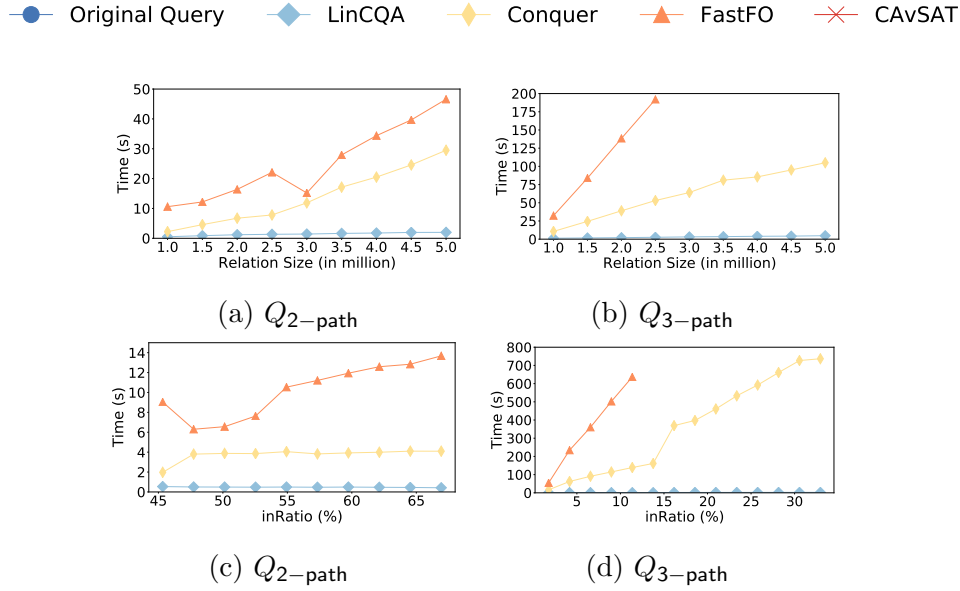 Original Query LinCQA Conquer FastFO CAvSAT
50
40
30
20
10
0
Time (s)
1.0 1.5 2.0 2.5 3.0 3.5 4.0 4.5 5.0
Relation Size (in million)
(a) Q2−path
200
175
150
125
100
75
50
25
0
Time (s)
1.0 1.5 2.0 2.5 3.0 3.5 4.0 4.5 5.0
Relation Size (in million)
(b) Q3−path
14
12
10
8
6
4
2
0
Time (s)
45 50 55 60 65
inRatio (%)
(c) Q2−path
800
700
600
500
400
300
200
100
0
Time (s)
5 10 15 20 25 30
inRatio (%)
(d) Q3−path